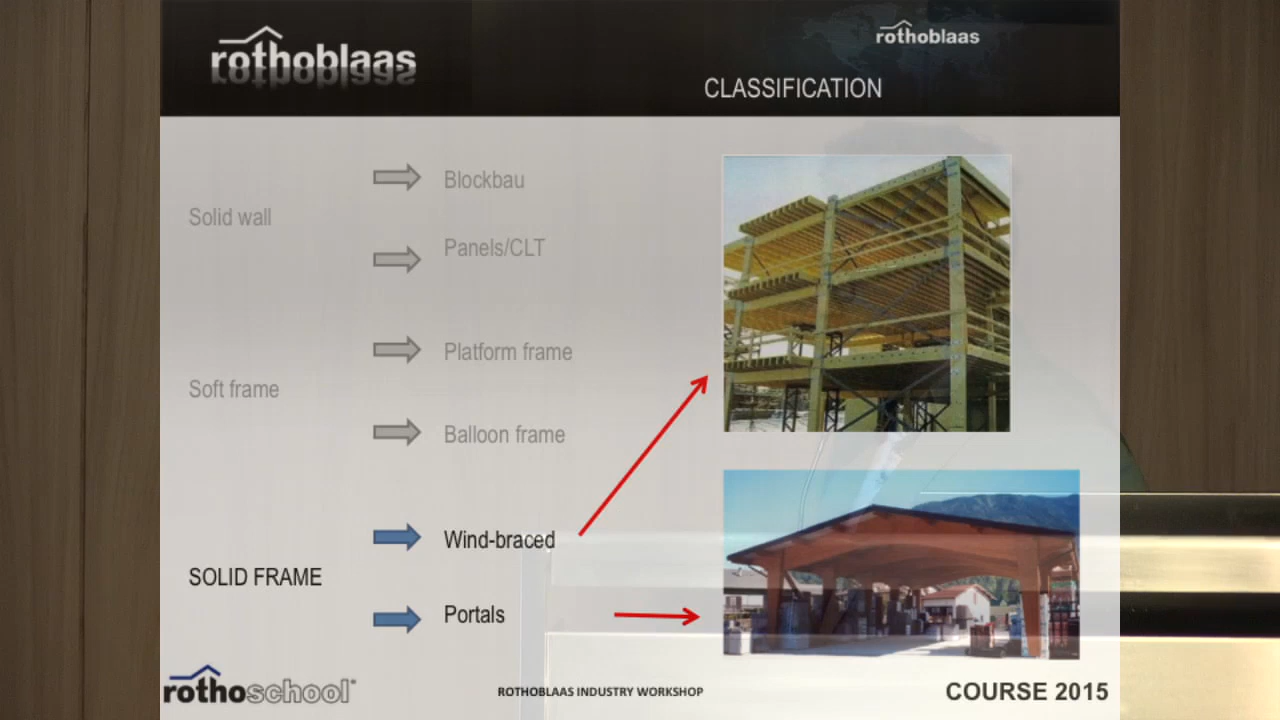 rothoblaas
rothoblaas
CLASSIFICATION
Blockbau
Solid wall
Panels/CLT
Platform frame
Soft frame
Balloon frame
Wind-braced
SOLID FRAME
Portals
rothoschool
ROTHOBLAAS INDUSTRY WORKSHOP
COURSE 2015